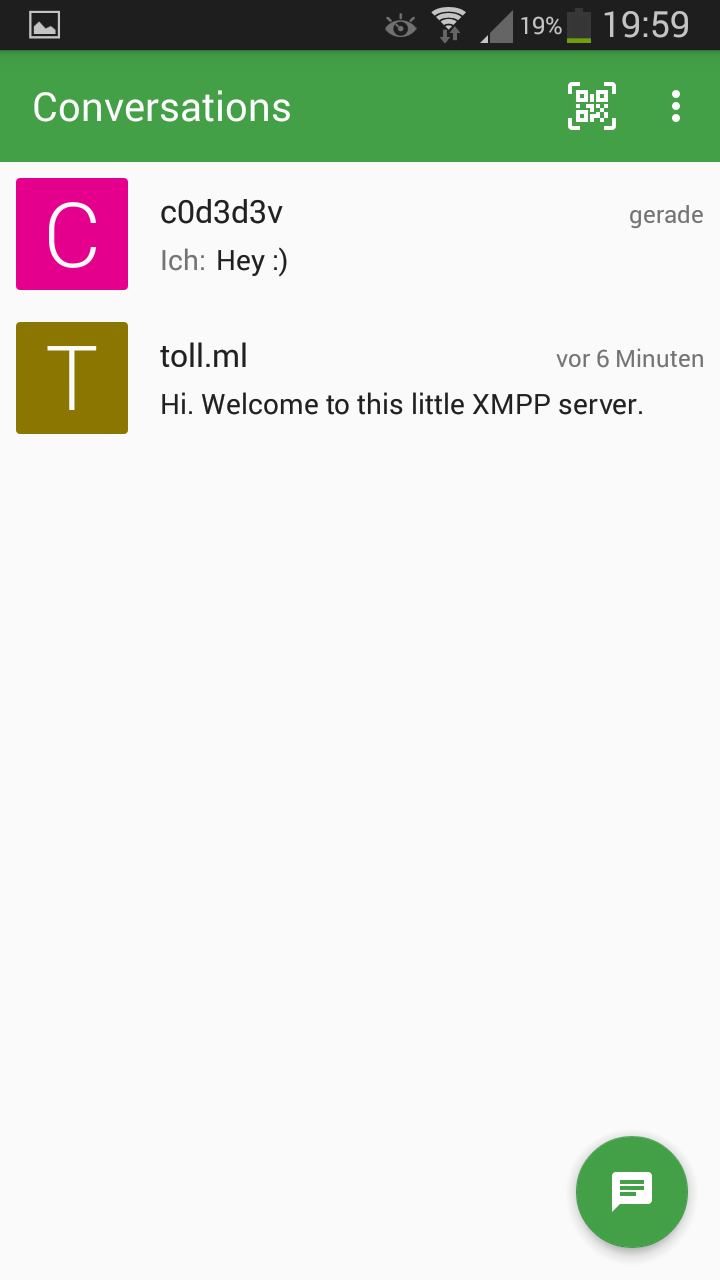 19% 19:59
Conversations
C
c0d3d3v gerade
Ich: Hey :)
T
toll.ml vor 6 Minuten
Hi. Welcome to this little XMPP server.